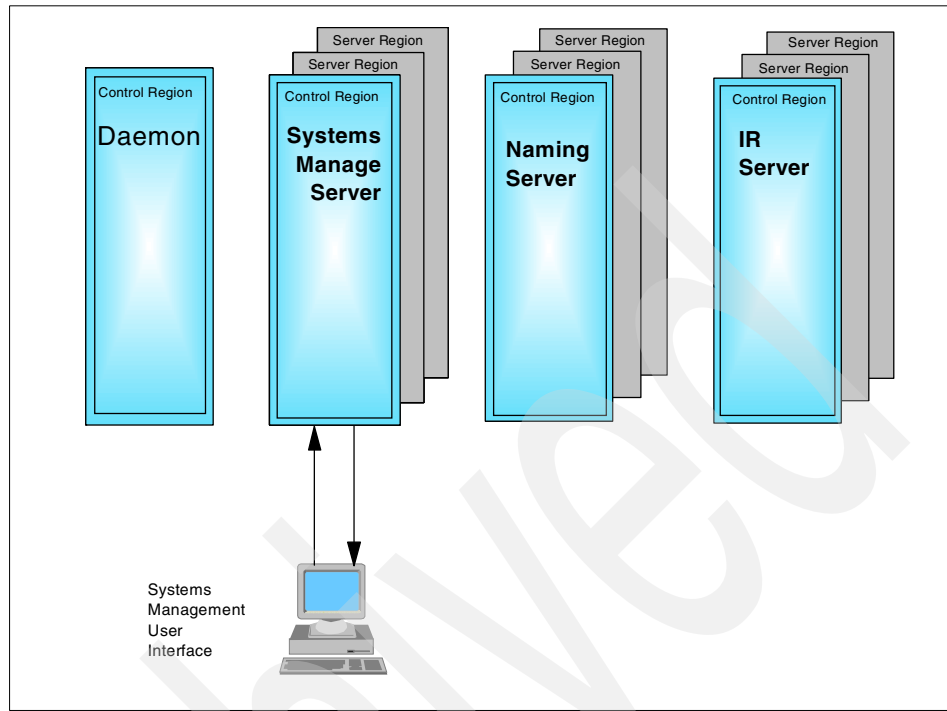 Control Region
Daemon
Server Region
Server Region
Control Region
Systems
Manage
Server
Server Region
Server Region
Control Region
Naming
Server
Server Region
Server Region
Control Region
IR
Server
Systems
Management
User
Interface